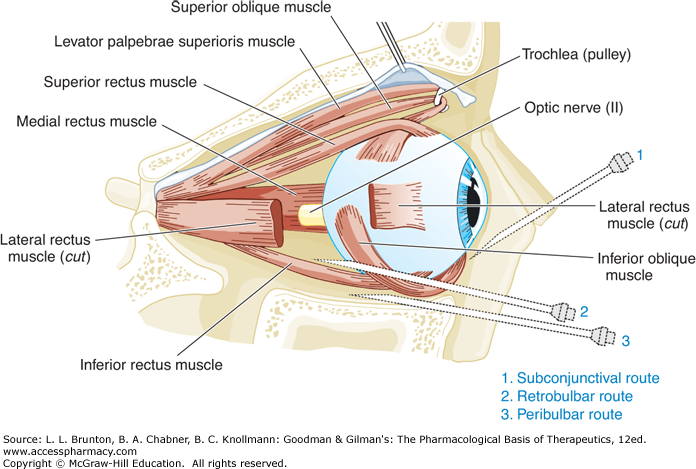 Superior oblique muscle
Levator palpebrae superioris muscle
Trochlea (pulley)
Superior rectus muscle
Optic nerve (II)
Medial rectus muscle
1
Lateral rectus
muscle (cut)
Lateral rectus
muscle (cut)
Inferior oblique
muscle
2
3
Inferior rectus muscle
1. Subconjunctival route
2. Retrobulbar route
3. Peribulbar route
Source: L. L. Brunton, B. A. Chabner, B. C. Knollmann: Goodman & Gilman's: The Pharmacological Basis of Therapeutics, 12ed.
www.accesspharmacy.com
Copyright © McGraw-Hill Education. All rights reserved.